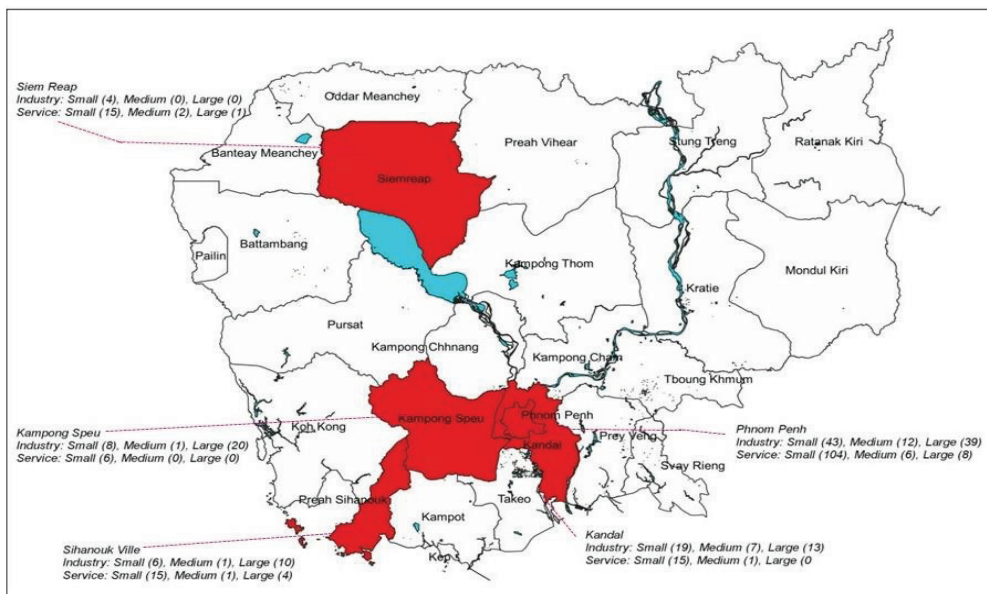 Siem Reap
Industry: Small (4), Medium (0), Large (0)
Service: Small (15), Medium (2), Large (1)
Oddar Meanchey
Preah Vihear
Stung Treng
Ratanak Kiri
Banteay Meanchey
Siemreap
Battambang
Pailin
Kampong Thom
Mondul Kiri
Kratie
Pursat
Kampong Chhnang
Kampong Cham
Tboung Khmum
Kampong Speu
Industry: Small (8), Medium (1), Large (20)
Service: Small (6), Medium (0), Large (0)
Koh Kong
Kampong Speu
Phnom Penh
Kandal
Prey Veng
Svay Rieng
Phnom Penh
Industry: Small (43), Medium (12), Large (39)
Service: Small (104), Medium (6), Large (8)
Preah Sihanouk
Takeo
Kampot
Kep
Sihanouk Ville
Industry: Small (6), Medium (1), Large (10)
Service: Small (15), Medium (1), Large (4)
Kandal
Industry: Small (19), Medium (7), Large (13)
Service: Small (15), Medium (1), Large (0